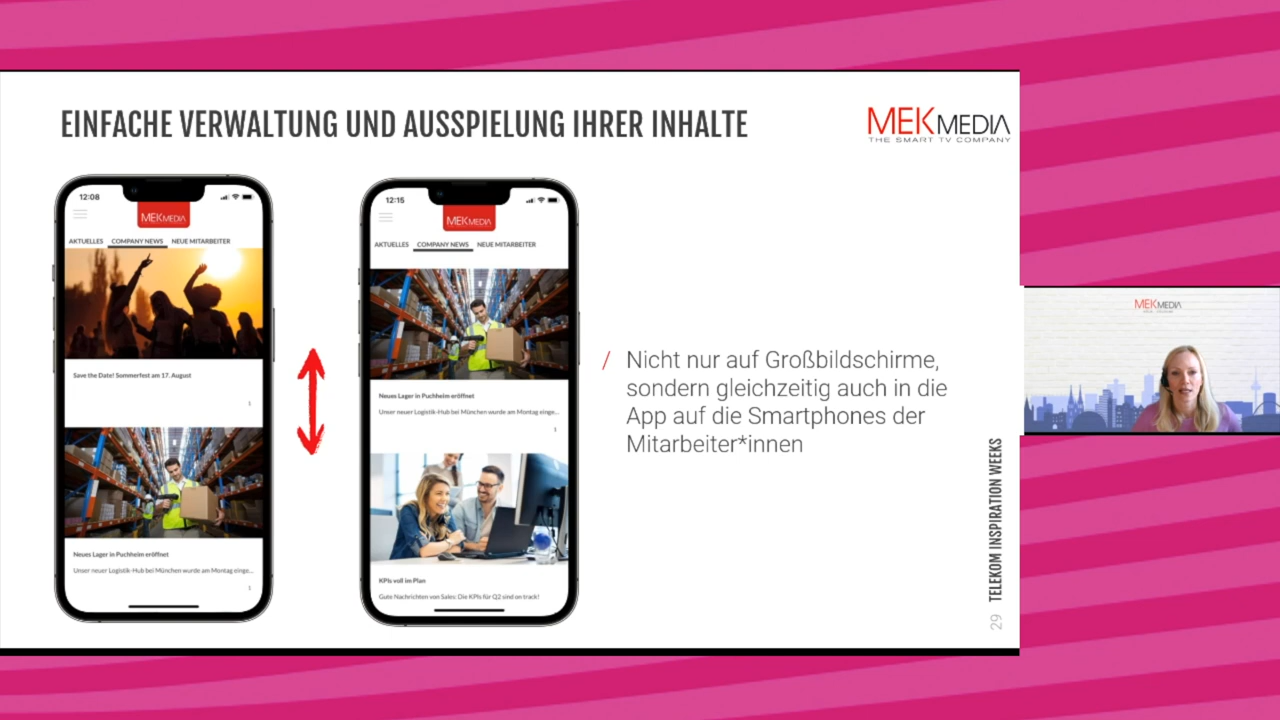 EINFACHE VERWALTUNG UND AUSSPIELUNG IHRER INHALTE
MEKMEDIA
THE SMART TV COMPANY
12:08
MEKMEDIA
AKTUELLES COMPANY NEWS NEUE MITARBEITER
Save the Date! Sommerfest am 17. August
1
Neues Lager in Puchheim eröffnet
Unser neuer Logistik-Hub bei München wurde am Montag einge...
1
12:15
MEKMEDIA
AKTUELLES COMPANY NEWS NEUE MITARBEITER
Neues Lager in Puchheim eröffnet
Unser neuer Logistik-Hub bei München wurde am Montag einge...
1
KPIs voll im Plan
Gute Nachrichten von Sales: Die KPIs für Q2 sind on track!
/ Nicht nur auf Großbildschirme,
sondern gleichzeitig auch in die
App auf die Smartphones der
Mitarbeiter*innen
TELEKOM INSPIRATION WEEKS
29
MEKMEDIA